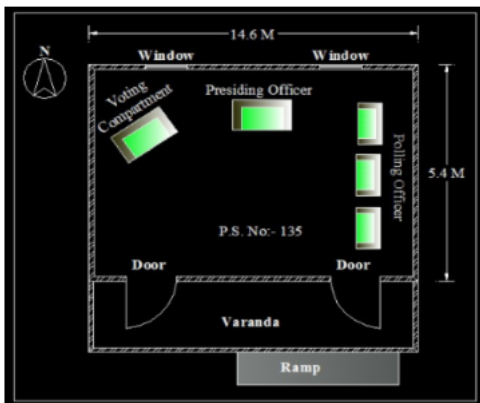 14.6 M
N
Window
Window
Voting
Compartment
Presiding Officer
Polling Officer
5.4 M
P.S. No:- 135
Door
Door
Varanda
Ramp